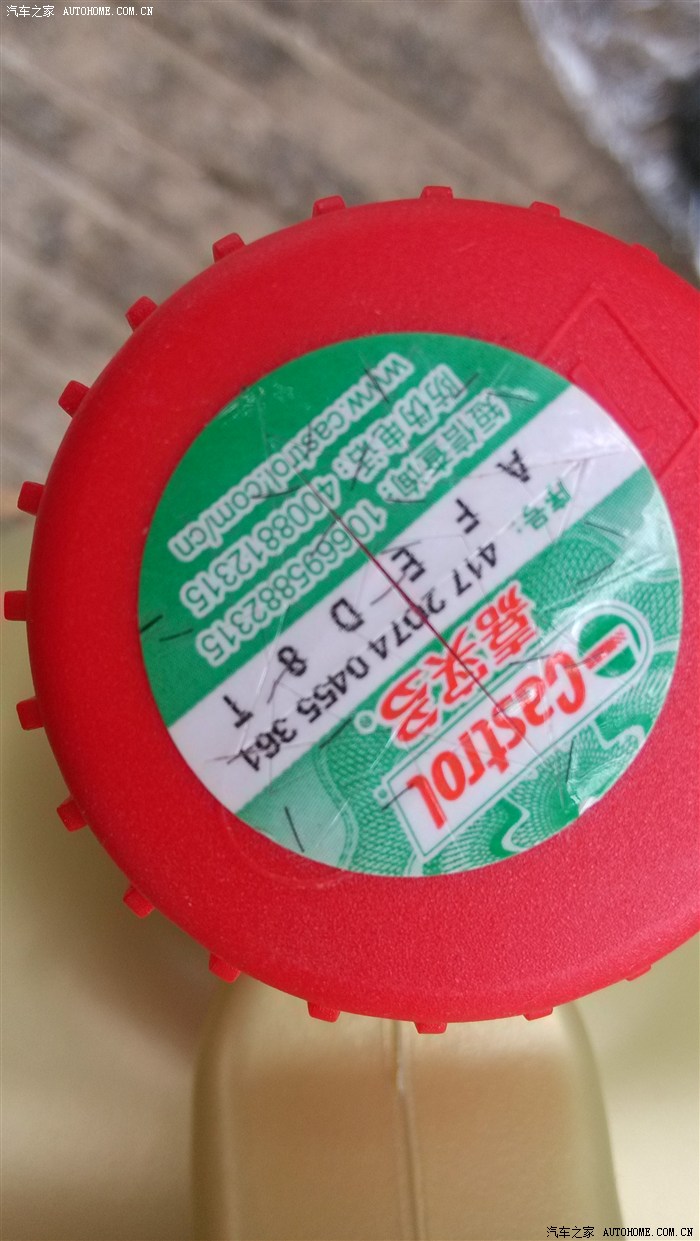 汽车之家 AUTOHOME.COM.CN
Castrol
嘉实多
序号: 417 2074 0455 361
A F E D 8 T
短信查询: 106695882315
防伪电话: 4008812315
www.castrol.com/cn
汽车之家 AUTOHOME.COM.CN